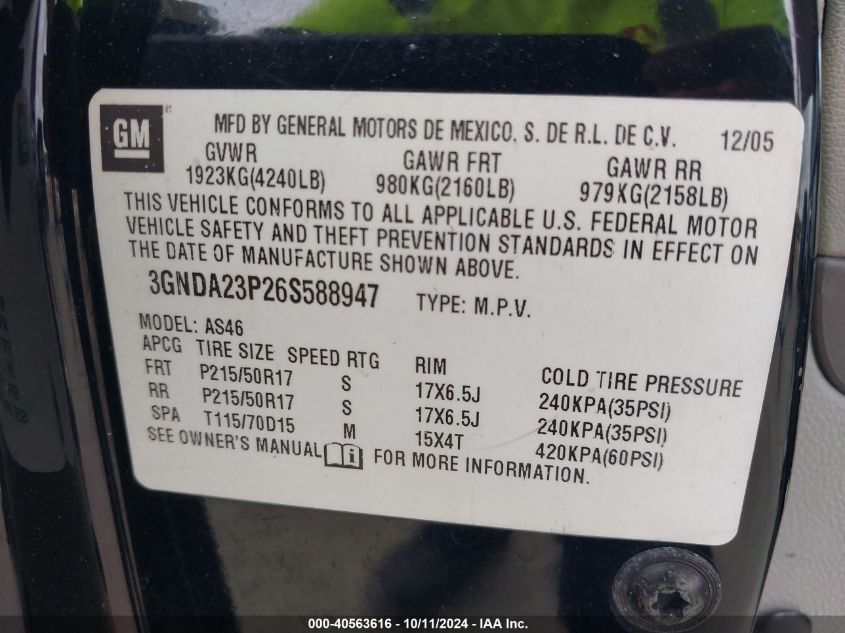 GM MFD BY GENERAL MOTORS DE MEXICO. S. DE R.L. DE C.V. 12/05
GVWR GAWR FRT GAWR RR
1923KG(4240LB) 980KG(2160LB) 979KG(2158LB)
THIS VEHICLE CONFORMS TO ALL APPLICABLE U.S. FEDERAL MOTOR
VEHICLE SAFETY AND THEFT PREVENTION STANDARDS IN EFFECT ON
THE DATE OF MANUFACTURE SHOWN ABOVE.
3GNDA23P26S588947 TYPE: M.P.V.
MODEL: AS46
APCG TIRE SIZE SPEED RTG RIM COLD TIRE PRESSURE
FRT P215/50R17 S 17X6.5J 240KPA(35PSI)
RR P215/50R17 S 17X6.5J 240KPA(35PSI)
SPA T115/70D15 M 15X4T 420KPA(60PSI)
SEE OWNER'S MANUAL FOR MORE INFORMATION.
000-40563616 - 10/11/2024 - IAA Inc.